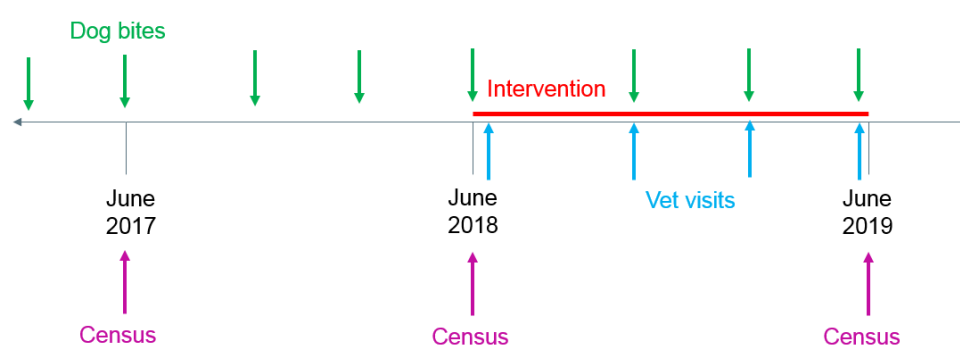 Dog bites
Intervention
June
2017
June
2018
Vet visits
June
2019
Census
Census
Census